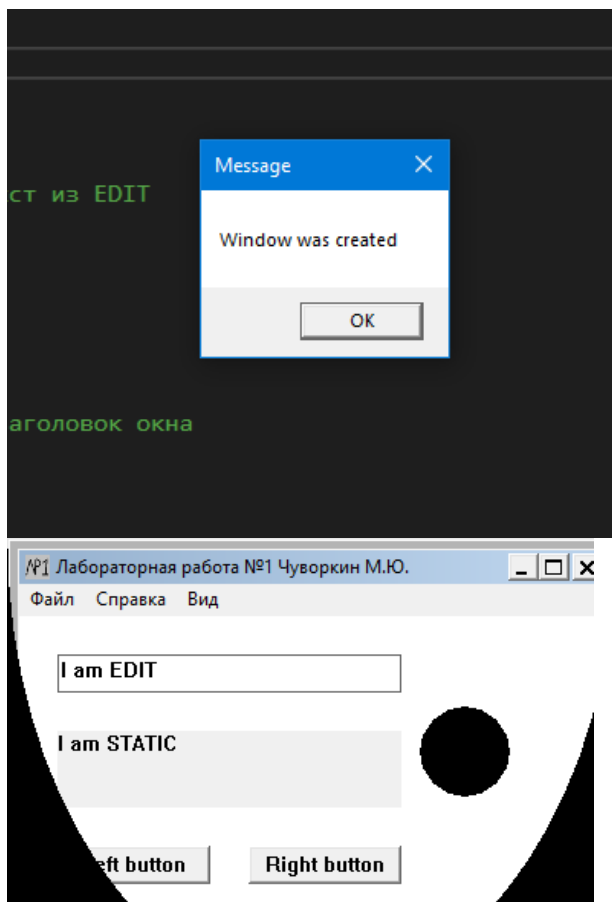 Message
ст из EDIT
Window was created
OK
аголовок окна
ЛР1 Лабораторная работа №1 Чуворкин М.Ю.
Файл Справка Вид
I am EDIT
I am STATIC
eft button Right button